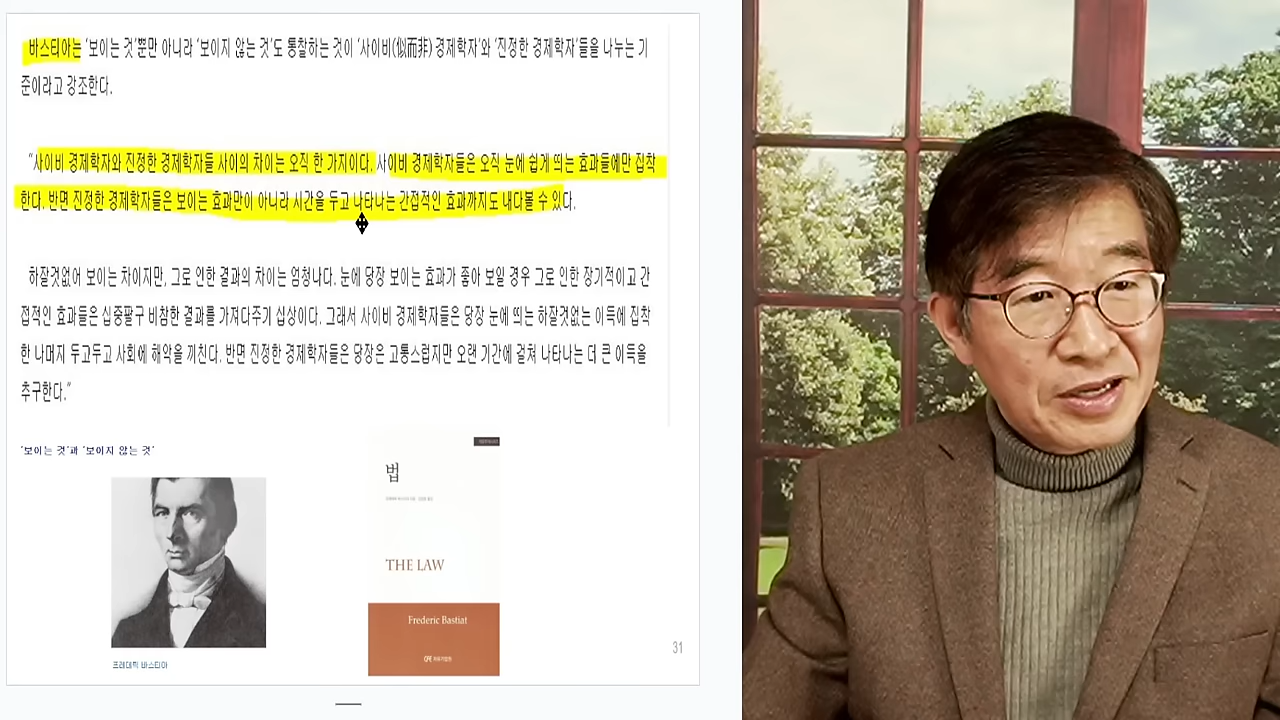 바스티아는 '보이는 것'뿐만 아니라 '보이지 않는 것'도 통찰하는 것이 '사이비(似而非) 경제학자'와 '진정한 경제학자'들을 나누는 기
준이라고 강조한다.
"사이비 경제학자와 진정한 경제학자들 사이의 차이는 오직 한 가지이다. 사이비 경제학자들은 오직 눈에 쉽게 띄는 효과들에만 집착
한다. 반면 진정한 경제학자들은 보이는 효과만이 아니라 시간을 두고 나타나는 간접적인 효과까지도 내다볼 수 있다.
하잘것없어 보이는 차이지만, 그로 인한 결과의 차이는 엄청나다. 눈에 당장 보이는 효과가 좋아 보일 경우 그로 인한 장기적이고 간
접적인 효과들은 십중팔구 비참한 결과를 가져다주기 십상이다. 그래서 사이비 경제학자들은 당장 눈에 띄는 하잘것없는 이득에 집착
한 나머지 두고두고 사회에 해악을 끼친다. 반면 진정한 경제학자들은 당장은 고통스럽지만 오랜 기간에 걸쳐 나타나는 더 큰 이득을
추구한다."
"보이는 것"과 "보이지 않는 것"
프레데릭 바스티아
법
THE LAW
Frederic Bastiat
CFE 자유기업원
31